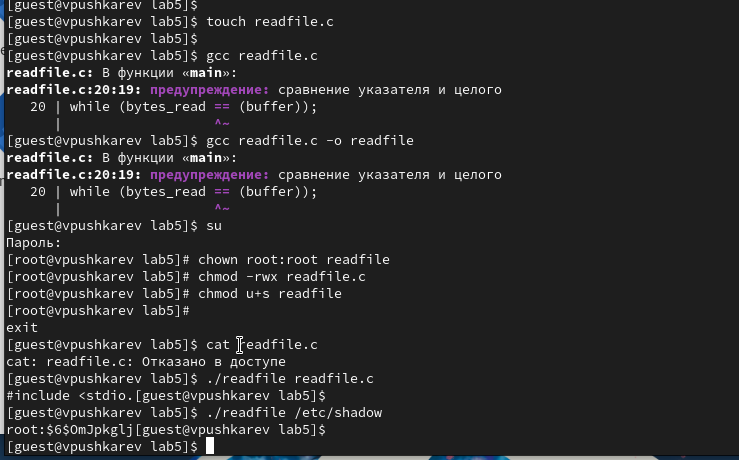 [guest@vpushkarev lab5]$
[guest@vpushkarev lab5]$ touch readfile.c
[guest@vpushkarev lab5]$
[guest@vpushkarev lab5]$ gcc readfile.c
readfile.c: В функции «main»:
readfile.c:20:19: предупреждение: сравнение указателя и целого
20 | while (bytes_read == (buffer));
| ^~
[guest@vpushkarev lab5]$ gcc readfile.c -o readfile
readfile.c: В функции «main»:
readfile.c:20:19: предупреждение: сравнение указателя и целого
20 | while (bytes_read == (buffer));
| ^~
[guest@vpushkarev lab5]$ su
Пароль:
[root@vpushkarev lab5]# chown root:root readfile
[root@vpushkarev lab5]# chmod -rwx readfile.c
[root@vpushkarev lab5]# chmod u+s readfile
[root@vpushkarev lab5]#
exit
[guest@vpushkarev lab5]$ cat readfile.c
cat: readfile.c: Отказано в доступе
[guest@vpushkarev lab5]$ ./readfile readfile.c
#include <stdio.[guest@vpushkarev lab5]$
[guest@vpushkarev lab5]$ ./readfile /etc/shadow
root:$6$OmJpkglj[guest@vpushkarev lab5]$
[guest@vpushkarev lab5]$